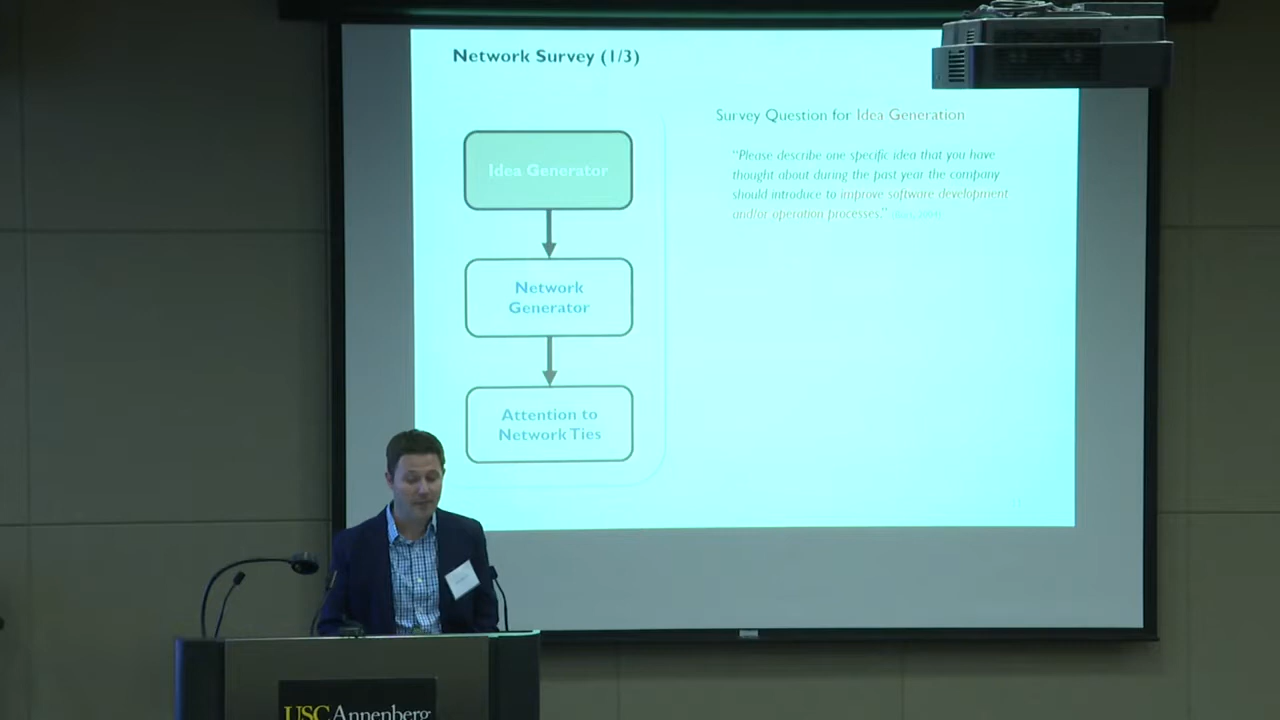 Network Survey (1/3)
Idea Generator
Network
Generator
Attention to
Network Ties
Survey Question for Idea Generation
“Please describe one specific idea that you have
thought about during the past year the company
should introduce to improve software development
and/or operation processes.”
USC Annenberg